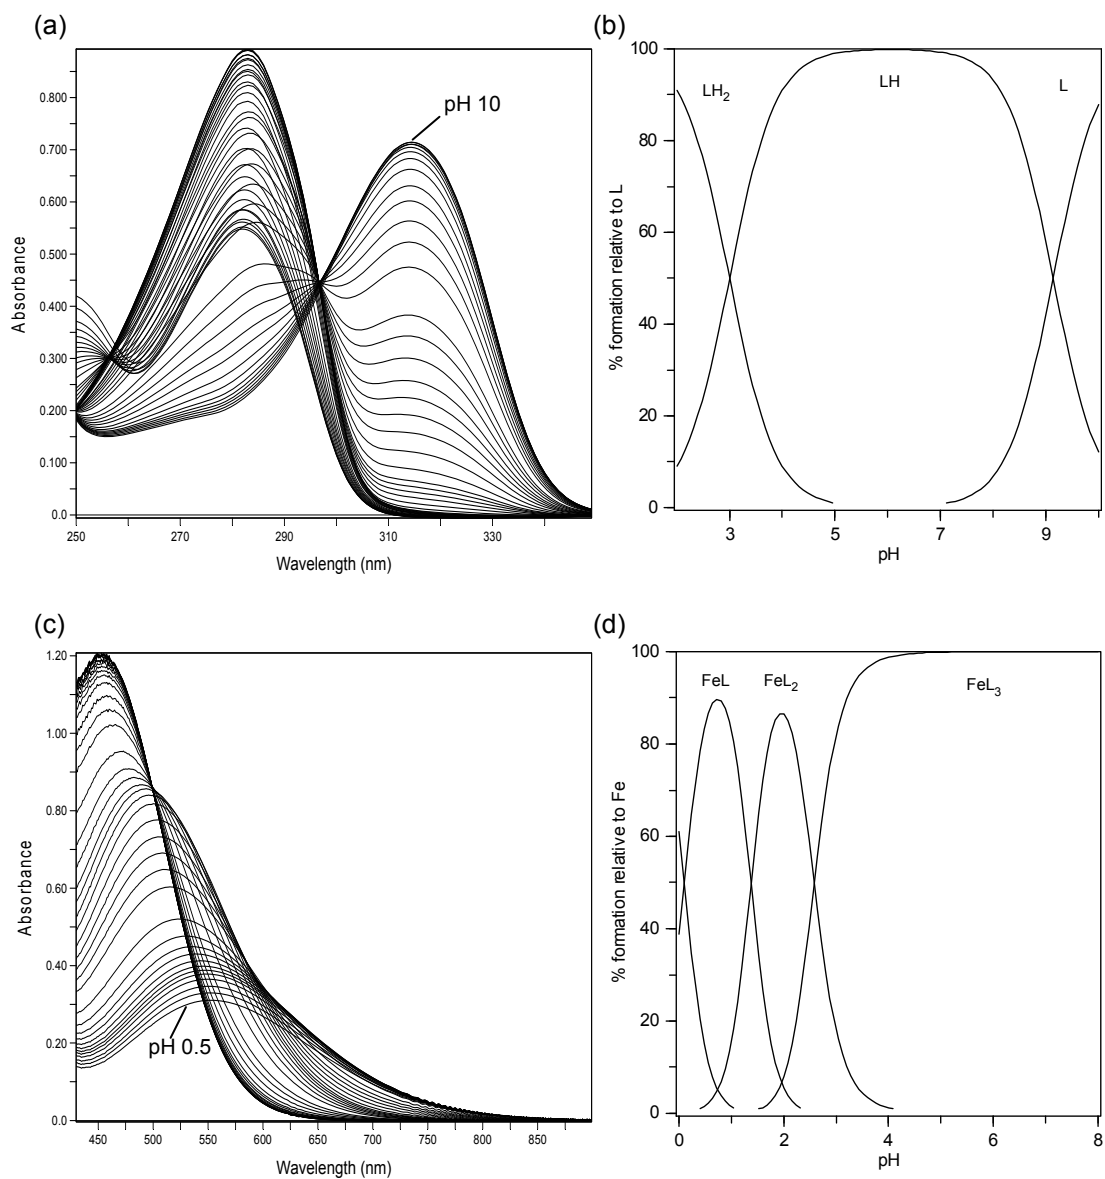 (a)
pH 10
0.800
0.700
0.600
0.500
0.400
0.300
0.200
0.100
0.0
Absorbance
250 270 290 310 330
Wavelength (nm)
(b)
100
80
60
40
20
0
% formation relative to L
LH2
LH
L
3 5 7 9
pH
(c)
1.20
1.00
0.80
0.60
0.40
0.20
0.0
Absorbance
pH 0.5
450 500 550 600 650 700 750 800 850
Wavelength (nm)
(d)
100
80
60
40
20
0
% formation relative to Fe
FeL
FeL2
FeL3
0 2 4 6 8
pH